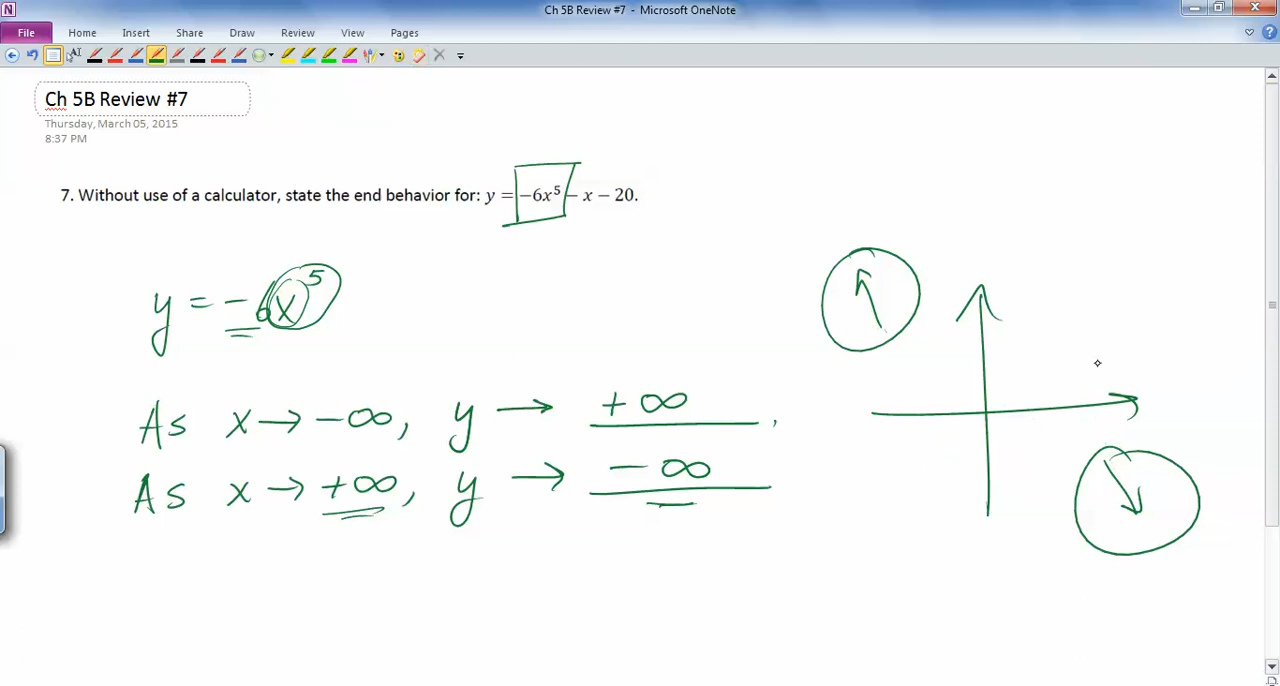 Ch 5B Review #7 - Microsoft OneNote
File Home Insert Share Draw Review View Pages
Ch 5B Review #7
Thursday, March 05, 2015
8:37 PM
7. Without use of a calculator, state the end behavior for: y = −6x⁵ − x − 20.
y = −6x⁵
As x → −∞, y → +∞,
As x → +∞, y → −∞